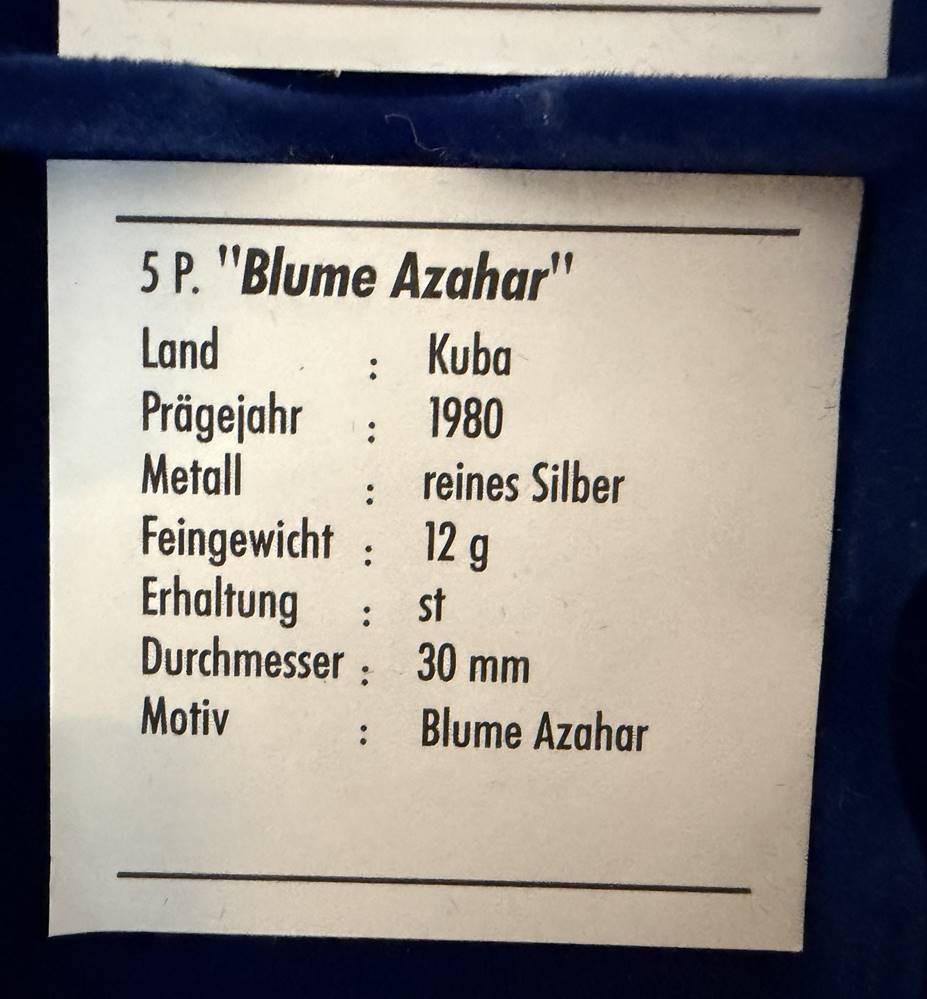 5 P. "Blume Azahar"
Land : Kuba
Prägejahr : 1980
Metall : reines Silber
Feingewicht : 12 g
Erhaltung : st
Durchmesser : 30 mm
Motiv : Blume Azahar